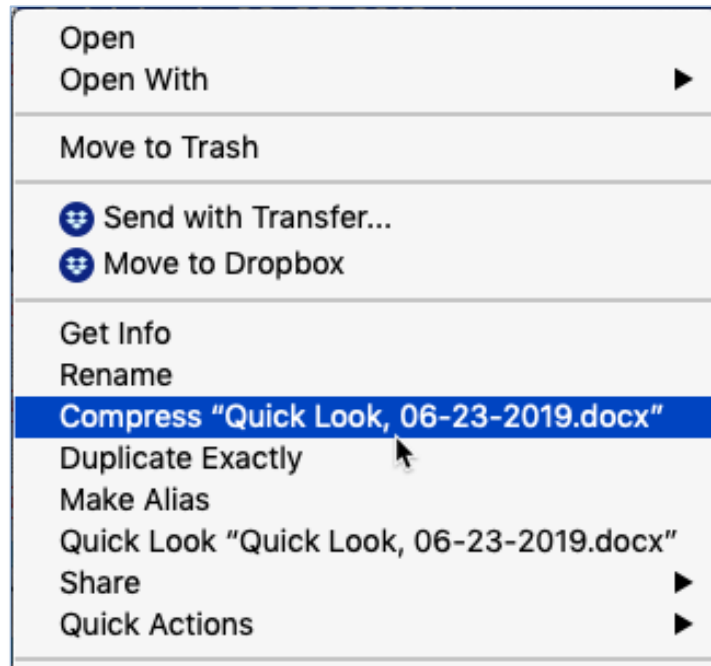 Open
Open With
Move to Trash
Send with Transfer...
Move to Dropbox
Get Info
Rename
Compress “Quick Look, 06-23-2019.docx”
Duplicate Exactly
Make Alias
Quick Look “Quick Look, 06-23-2019.docx”
Share
Quick Actions